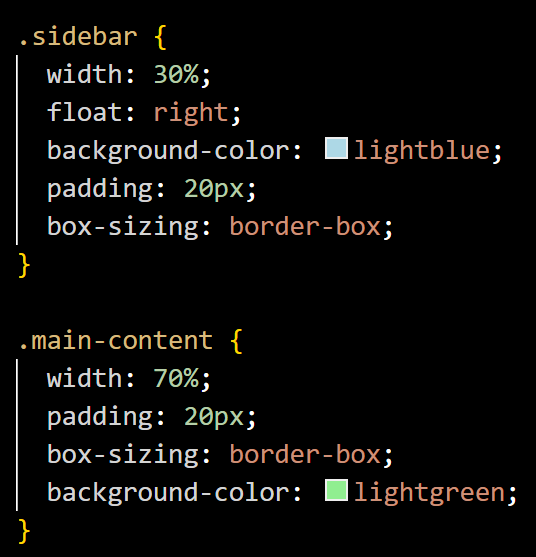 .sidebar {
  width: 30%;
  float: right;
  background-color: lightblue;
  padding: 20px;
  box-sizing: border-box;
}

.main-content {
  width: 70%;
  padding: 20px;
  box-sizing: border-box;
  background-color: lightgreen;
}